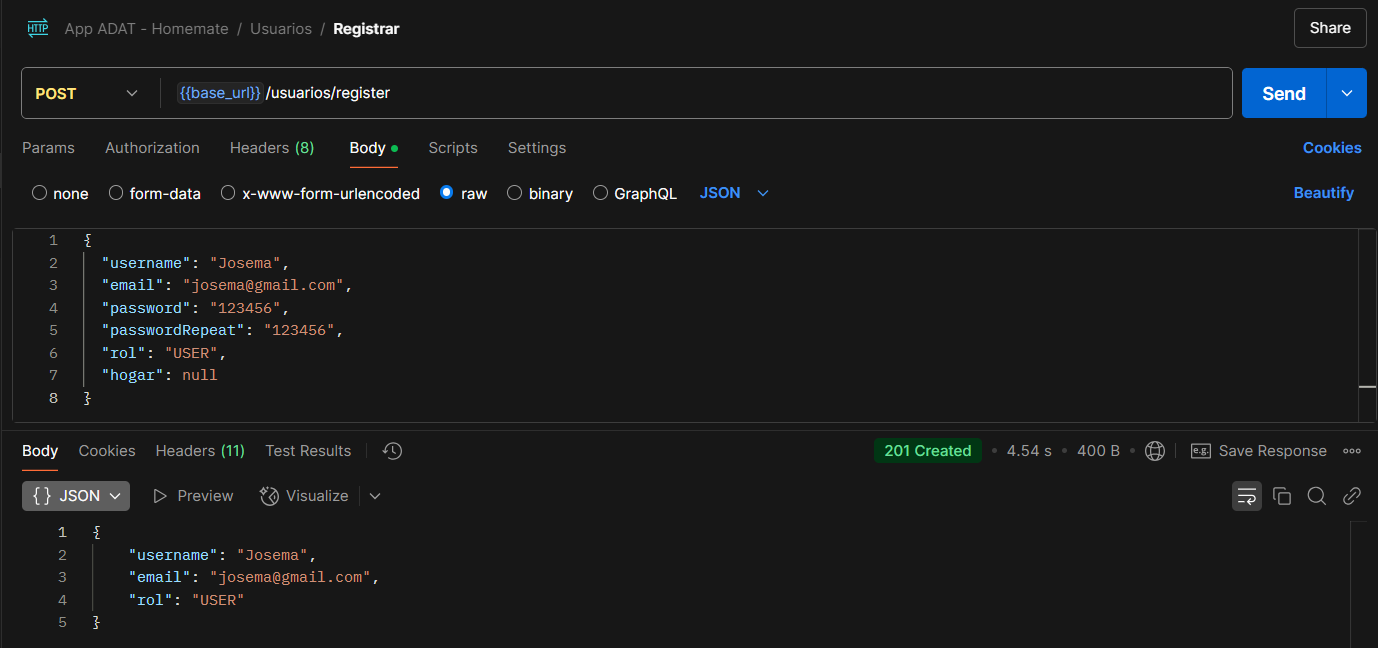 HTTP App ADAT - Homemate / Usuarios / Registrar Share
POST {{base_url}}/usuarios/register Send
Params Authorization Headers (8) Body Scripts Settings Cookies
none form-data x-www-form-urlencoded raw binary GraphQL JSON Beautify
1 {
2 "username": "Josema",
3 "email": "josema@gmail.com",
4 "password": "123456",
5 "passwordRepeat": "123456",
6 "rol": "USER",
7 "hogar": null
8 }
Body Cookies Headers (11) Test Results 201 Created • 4.54 s • 400 B • e.g. Save Response
{} JSON Preview Visualize
1 {
2 "username": "Josema",
3 "email": "josema@gmail.com",
4 "rol": "USER"
5 }